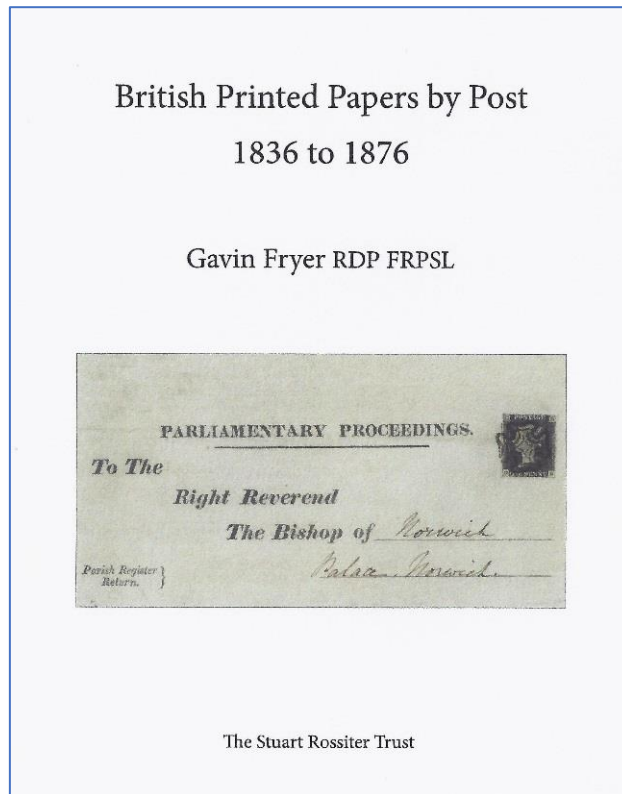 British Printed Papers by Post
1836 to 1876
Gavin Fryer RDP FRPSL
PARLIAMENTARY PROCEEDINGS.
To The
Right Reverend
The Bishop of Norwich
Parish Register }
Return.
Palace, Norwich.
The Stuart Rossiter Trust